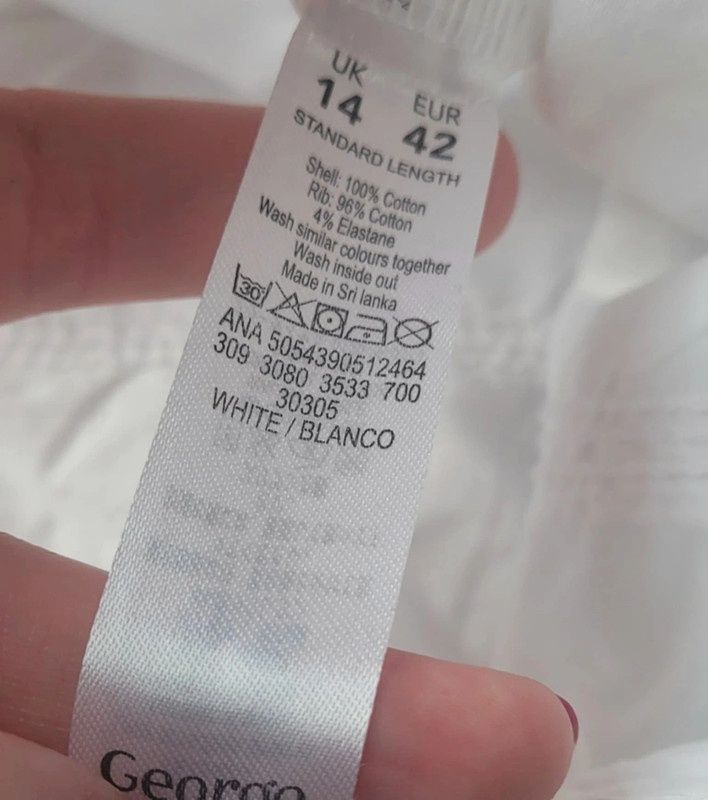 UK EUR
14 42
STANDARD LENGTH
Shell: 100% Cotton
Rib: 96% Cotton
4% Elastane
Wash similar colours together
Wash inside out
Made in Sri lanka
30
ANA 5054390512464
309 3080 3533 700
30305
WHITE / BLANCO
George